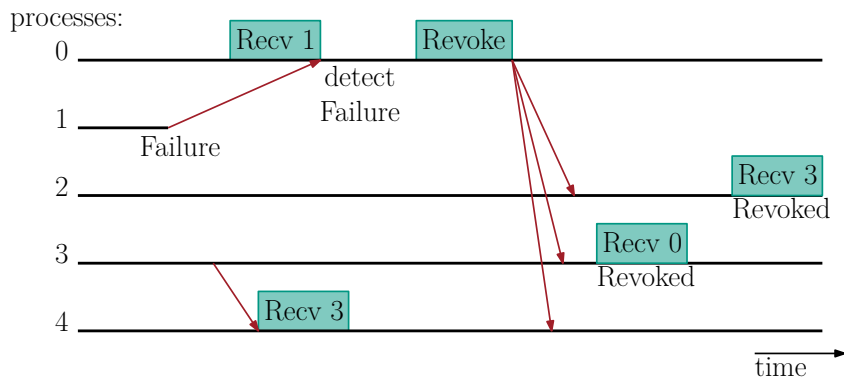 processes:
0
Recv 1
Revoke
detect
Failure
1
Failure
2
Recv 3
Revoked
3
Recv 0
Revoked
4
Recv 3
time